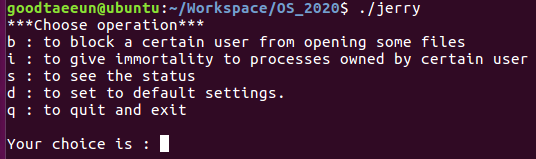 goodtaeeun@ubuntu:~/Workspace/OS_2020$ ./jerry
***Choose operation***
b : to block a certain user from opening some files
i : to give immortality to processes owned by certain user
s : to see the status
d : to set to default settings.
q : to quit and exit
Your choice is :